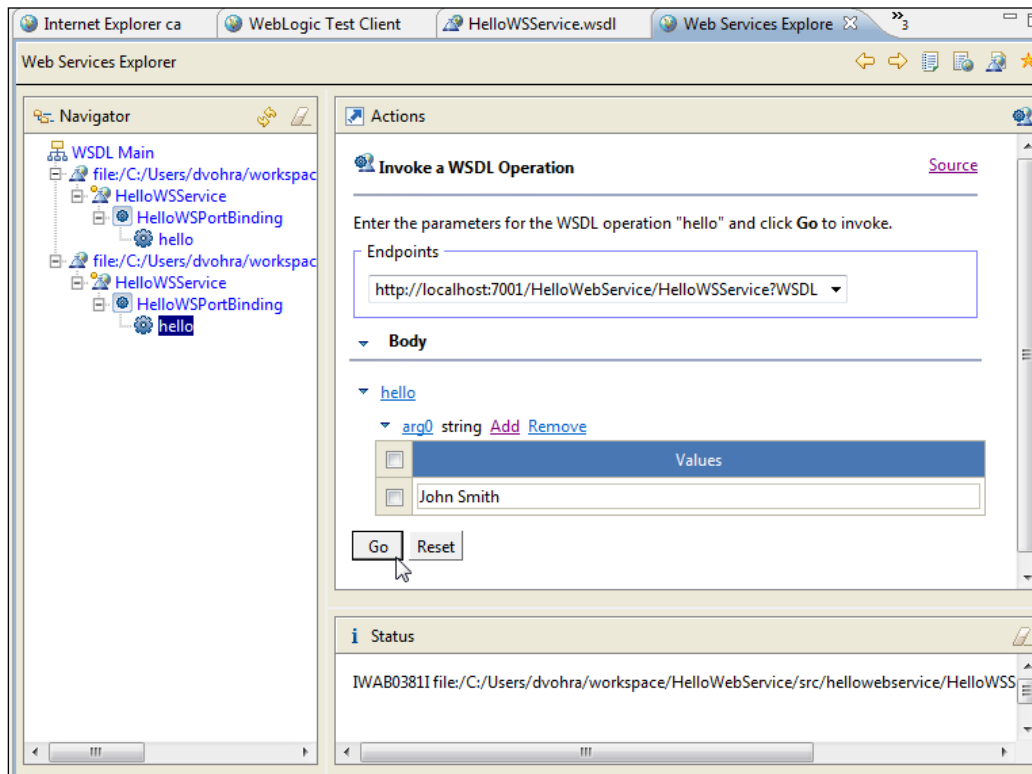 Internet Explorer ca
WebLogic Test Client
HelloWSService.wsdl
Web Services Explore
3
Web Services Explorer
Navigator
WSDL Main
file:/C:/Users/dvohra/workspac
HelloWSService
HelloWSPortBinding
hello
file:/C:/Users/dvohra/workspac
HelloWSService
HelloWSPortBinding
hello
Actions
Invoke a WSDL Operation
Source
Enter the parameters for the WSDL operation "hello" and click Go to invoke.
Endpoints
http://localhost:7001/HelloWebService/HelloWSService?WSDL
Body
hello
arg0 string Add Remove
Values
John Smith
Go Reset
Status
IWAB0381I file:/C:/Users/dvohra/workspace/HelloWebService/src/hellowebservice/HelloWSS